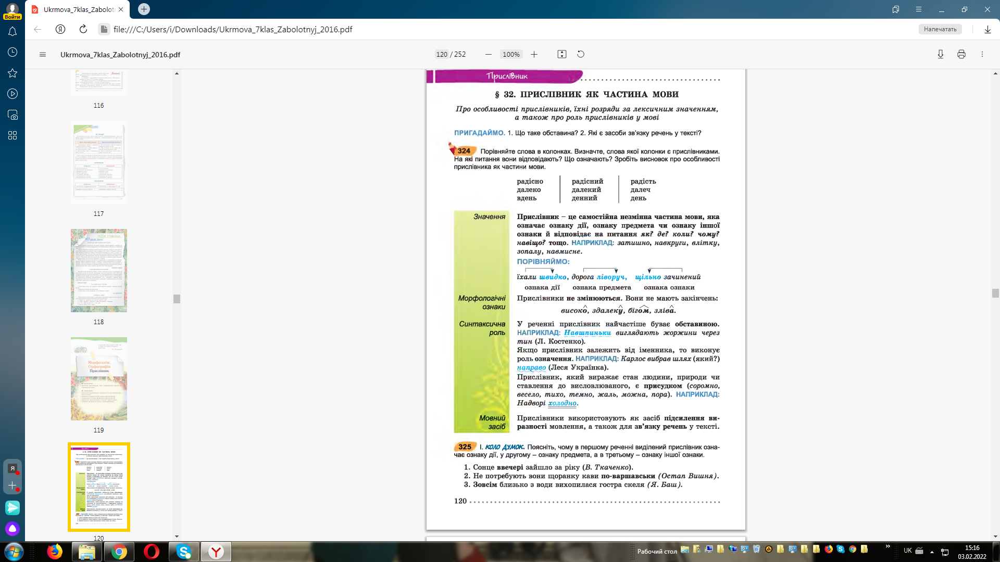 Ukrmova_7klas_Zabolotn
Войти
file:///C:/Users/i/Downloads/Ukrmova_7klas_Zabolotnyj_2016.pdf
Напечатать
Ukrmova_7klas_Zabolotnyj_2016.pdf
120 / 252
100%
116
117
118
Морфологія.
Орфографія
Прислівник
119
120
Прислівник
§ 32. ПРИСЛІВНИК ЯК ЧАСТИНА МОВИ
Про особливості прислівників, їхні розряди за лексичним значенням,
а також про роль прислівників у мові
ПРИГАДАЙМО. 1. Що таке обставина? 2. Які є засоби зв'язку речень у тексті?
324 Порівняйте слова в колонках. Визначте, слова якої колонки є прислівниками.
На які питання вони відповідають? Що означають? Зробіть висновок про особливості
прислівника як частини мови.
радісно радісний радість
далеко далекий далеч
вдень денний день
Значення
Прислівник – це самостійна незмінна частина мови, яка
означає ознаку дії, ознаку предмета чи ознаку іншої
ознаки й відповідає на питання як? де? коли? чому?
навіщо? тощо. НАПРИКЛАД: затишно, навкруги, влітку,
зопалу, навмисне.
ПОРІВНЯЙМО:
їхали швидко, дорога ліворуч, щільно зачинений
ознака дії ознака предмета ознака ознаки
Морфологічні
ознаки
Прислівники не змінюються. Вони не мають закінчень:
високо, здалеку, бігом, зліва.
Синтаксична
роль
У реченні прислівник найчастіше буває обставиною.
НАПРИКЛАД: Навшпиньки виглядають жоржини через
тин (Л. Костенко).
Якщо прислівник залежить від іменника, то виконує
роль означення. НАПРИКЛАД: Карлос вибрав шлях (який?)
направо (Леся Українка).
Прислівник, який виражає стан людини, природи чи
ставлення до висловлюваного, є присудком (соромно,
весело, тихо, темно, жаль, можна, пора). НАПРИКЛАД:
Надворі холодно.
Мовний
засіб
Прислівники використовують як засіб підсилення ви-
разності мовлення, а також для зв'язку речень у тексті.
325 І. КОЛО ДУМОК. Поясніть, чому в першому реченні виділений прислівник озна-
чає ознаку дії, у другому – ознаку предмета, а в третьому – ознаку іншої ознаки.
1. Сонце ввечері зайшло за ріку (В. Ткаченко).
2. Не потребують вони щоранку кави по-варшавськи (Остап Вишня).
3. Зовсім близько з води вихопилася гостра скеля (Я. Баш).
120
Рабочий стол
UK
15:16
03.02.2022